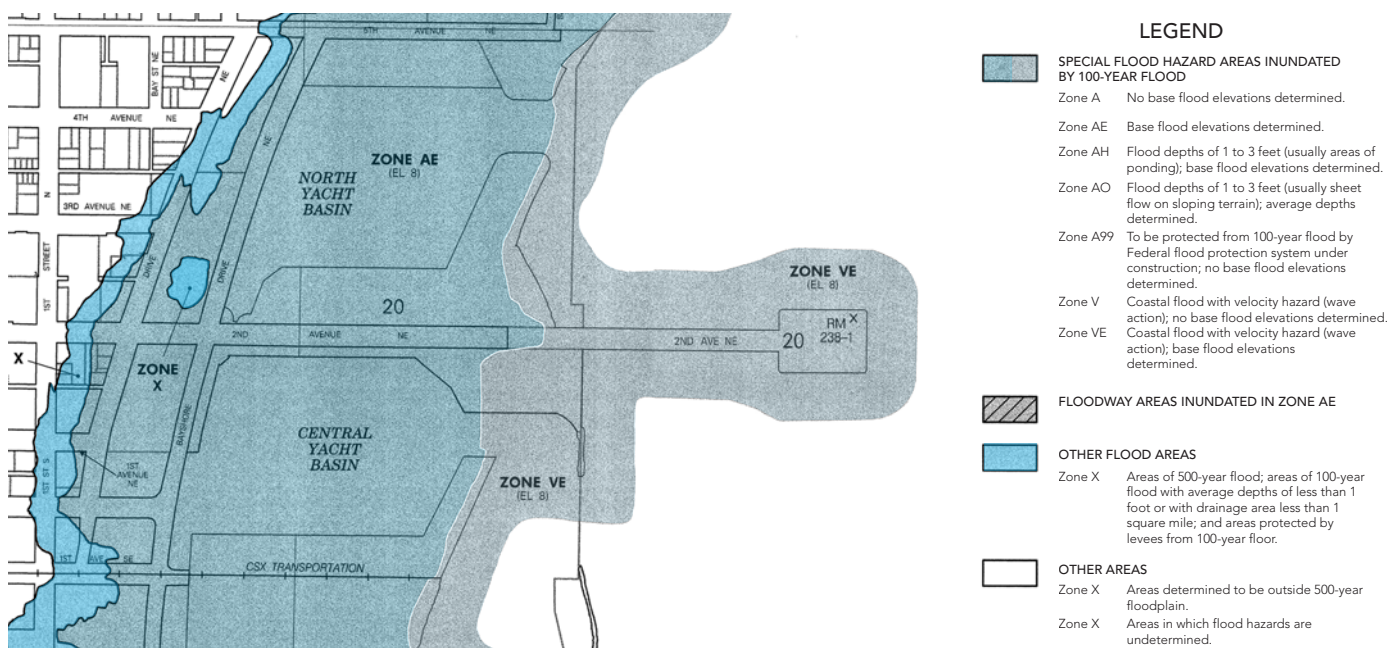 5TH AVENUE NE
BAY ST NE
NE
4TH AVENUE NE
NE
ZONE AE
(EL 8)
NORTH
YACHT
BASIN
N
3RD AVENUE NE
STREET
1ST
DRIVE
DRIVE
ZONE VE
(EL 8)
20
2ND AVENUE NE
2ND AVE NE
20
RM X
238-1
X
ZONE
X
BAYSHORE
CENTRAL
YACHT
BASIN
1ST
AVENUE
NE
1ST ST S
ZONE VE
(EL 8)
1ST AVE SE
CSX TRANSPORTATION
LEGEND
SPECIAL FLOOD HAZARD AREAS INUNDATED
BY 100-YEAR FLOOD
Zone A No base flood elevations determined.
Zone AE Base flood elevations determined.
Zone AH Flood depths of 1 to 3 feet (usually areas of
ponding); base flood elevations determined.
Zone AO Flood depths of 1 to 3 feet (usually sheet
flow on sloping terrain); average depths
determined.
Zone A99 To be protected from 100-year flood by
Federal flood protection system under
construction; no base flood elevations
determined.
Zone V Coastal flood with velocity hazard (wave
action); no base flood elevations determined.
Zone VE Coastal flood with velocity hazard (wave
action); base flood elevations
determined.
FLOODWAY AREAS INUNDATED IN ZONE AE
OTHER FLOOD AREAS
Zone X Areas of 500-year flood; areas of 100-year
flood with average depths of less than 1
foot or with drainage area less than 1
square mile; and areas protected by
levees from 100-year floor.
OTHER AREAS
Zone X Areas determined to be outside 500-year
floodplain.
Zone X Areas in which flood hazards are
undetermined.